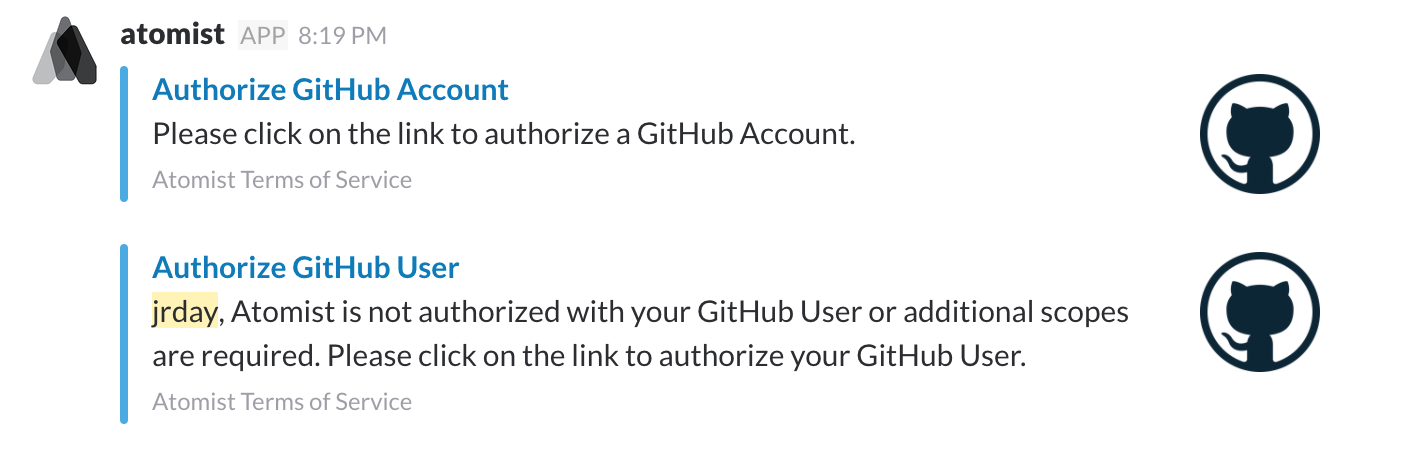 atomist APP 8:19 PM
Authorize GitHub Account
Please click on the link to authorize a GitHub Account.
Atomist Terms of Service
Authorize GitHub User
jrday, Atomist is not authorized with your GitHub User or additional scopes
are required. Please click on the link to authorize your GitHub User.
Atomist Terms of Service